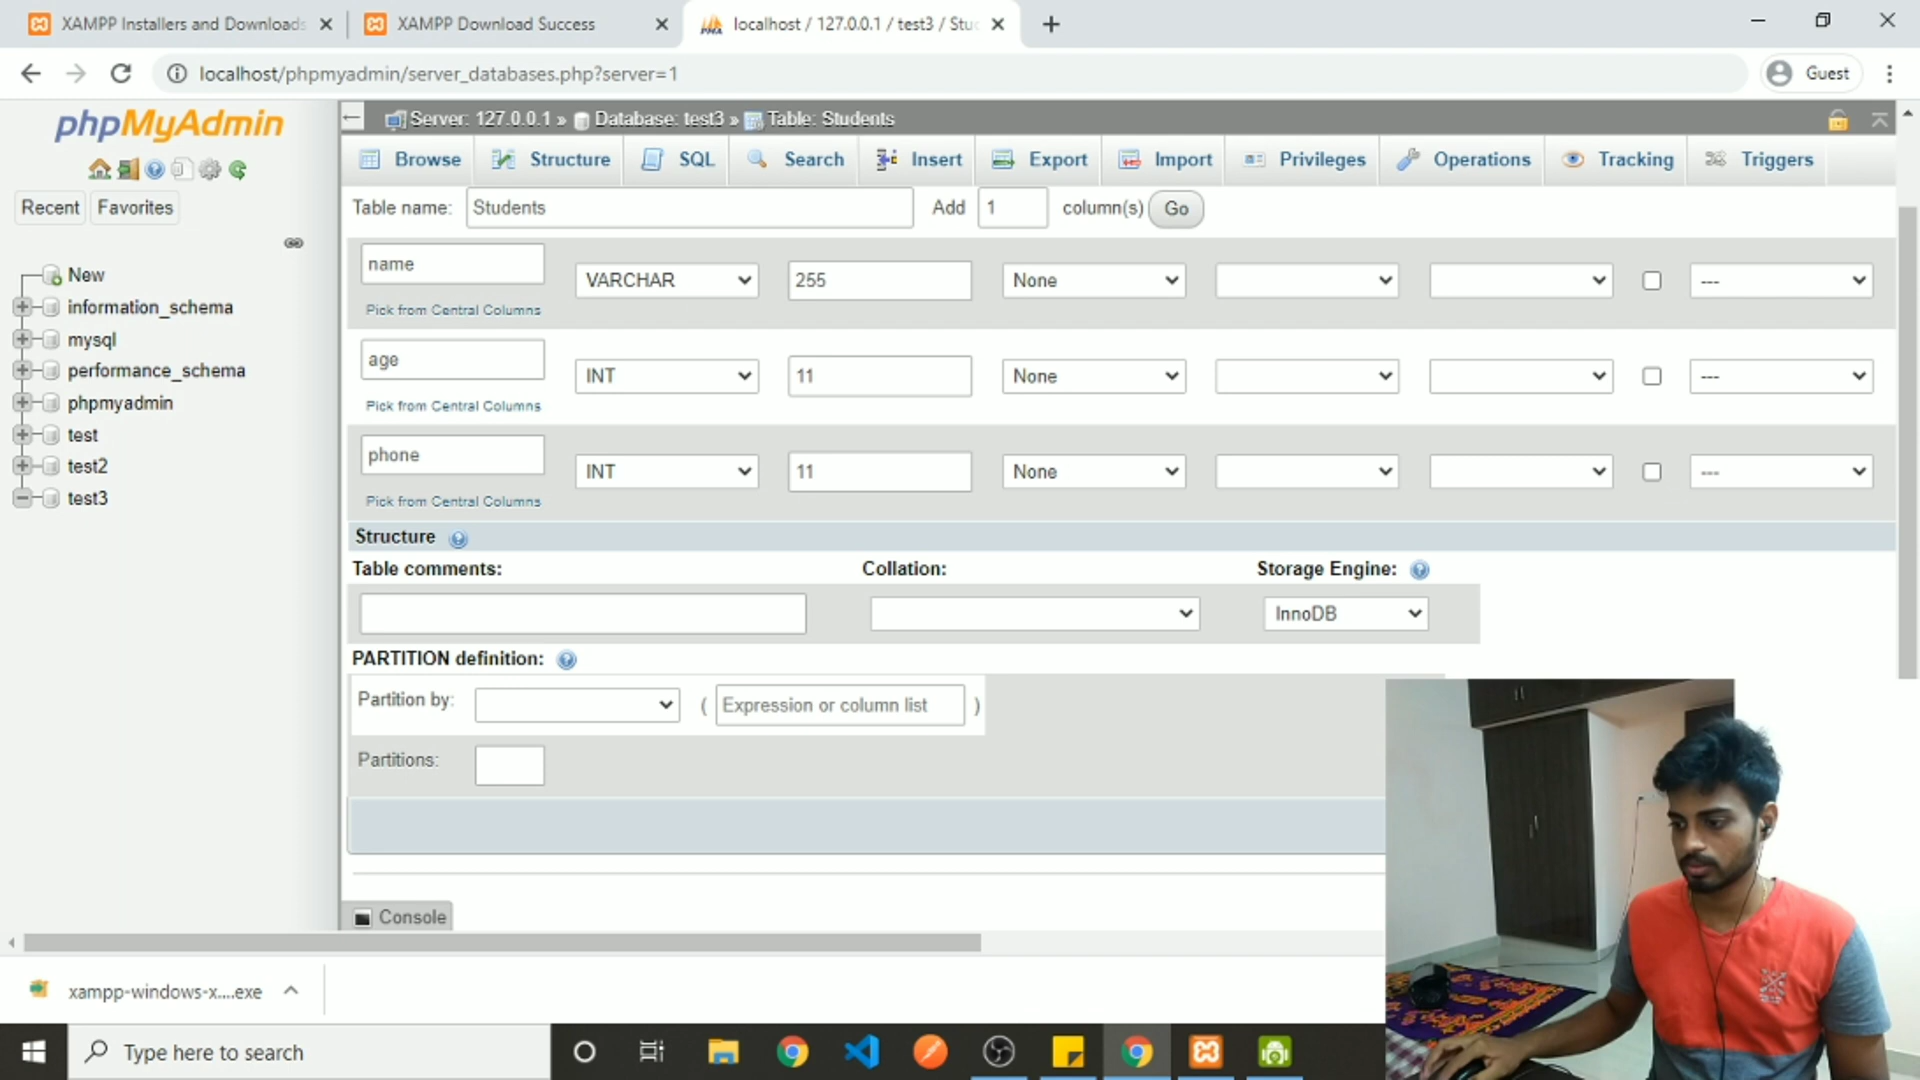 XAMPP Installers and Downloads
XAMPP Download Success
localhost / 127.0.0.1 / test3 / Stu
localhost/phpmyadmin/server_databases.php?server=1
Guest
phpMyAdmin
Recent
Favorites
New
information_schema
mysql
performance_schema
phpmyadmin
test
test2
test3
Server: 127.0.0.1 » Database: test3 » Table: Students
Browse
Structure
SQL
Search
Insert
Export
Import
Privileges
Operations
Tracking
Triggers
Table name: Students Add 1 column(s) Go
name VARCHAR 255 None ---
Pick from Central Columns
age INT 11 None ---
Pick from Central Columns
phone INT 11 None ---
Pick from Central Columns
Structure
Table comments: Collation: Storage Engine:
InnoDB
PARTITION definition:
Partition by: ( Expression or column list )
Partitions:
Console
xampp-windows-x....exe
Type here to search